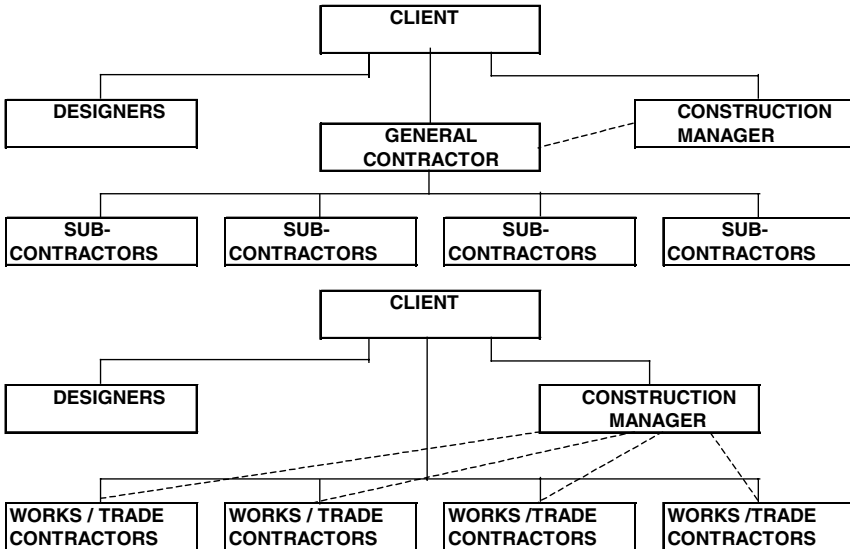 CLIENT
DESIGNERS
CONSTRUCTION
MANAGER
GENERAL
CONTRACTOR
SUB-
CONTRACTORS
SUB-
CONTRACTORS
SUB-
CONTRACTORS
SUB-
CONTRACTORS
CLIENT
DESIGNERS
CONSTRUCTION
MANAGER
WORKS / TRADE
CONTRACTORS
WORKS / TRADE
CONTRACTORS
WORKS /TRADE
CONTRACTORS
WORKS /TRADE
CONTRACTORS